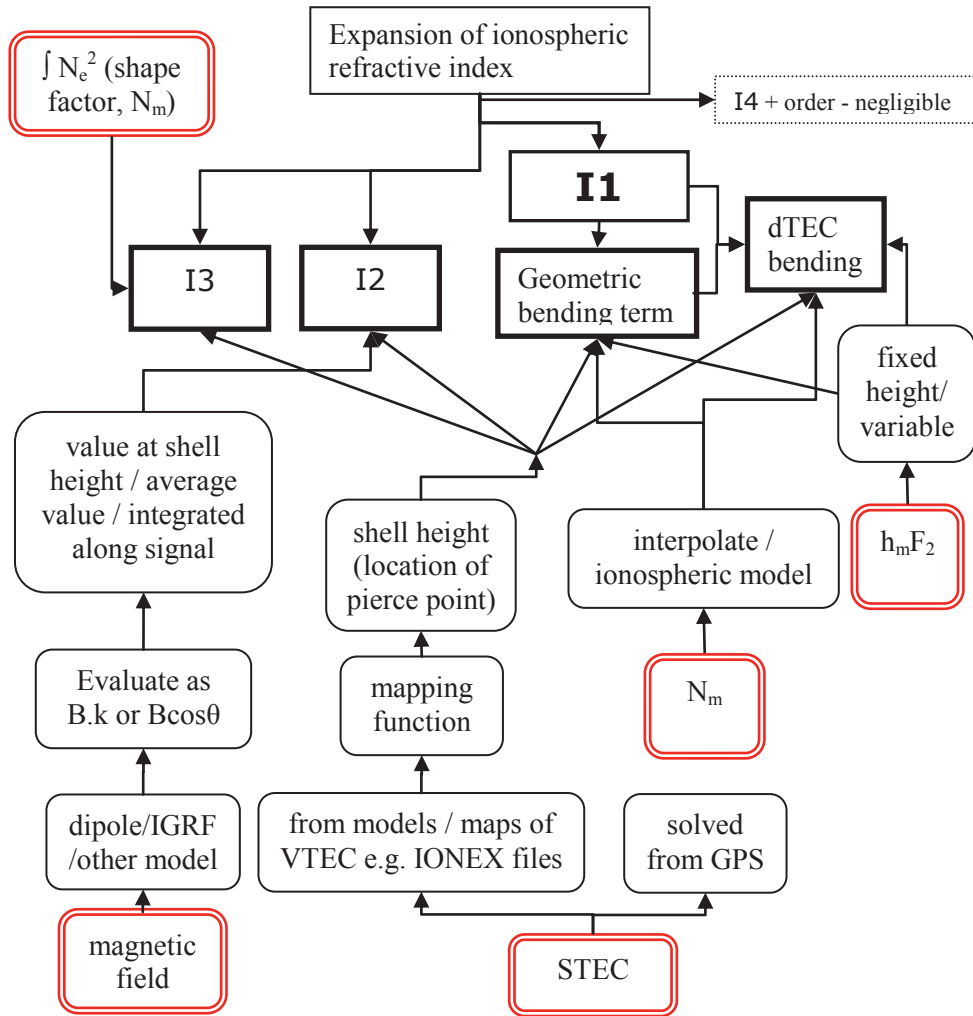 Expansion of ionospheric
refractive index
∫ Nₑ² (shape
factor, Nₘ)
I4 + order - negligible
I1
dTEC
bending
I3
I2
Geometric
bending term
fixed
height/
variable
value at shell
height / average
value / integrated
along signal
shell height
(location of
pierce point)
interpolate /
ionospheric model
hₘF₂
Evaluate as
B.k or Bcosθ
mapping
function
Nₘ
dipole/IGRF
/other model
from models / maps of
VTEC e.g. IONEX files
solved
from GPS
magnetic
field
STEC